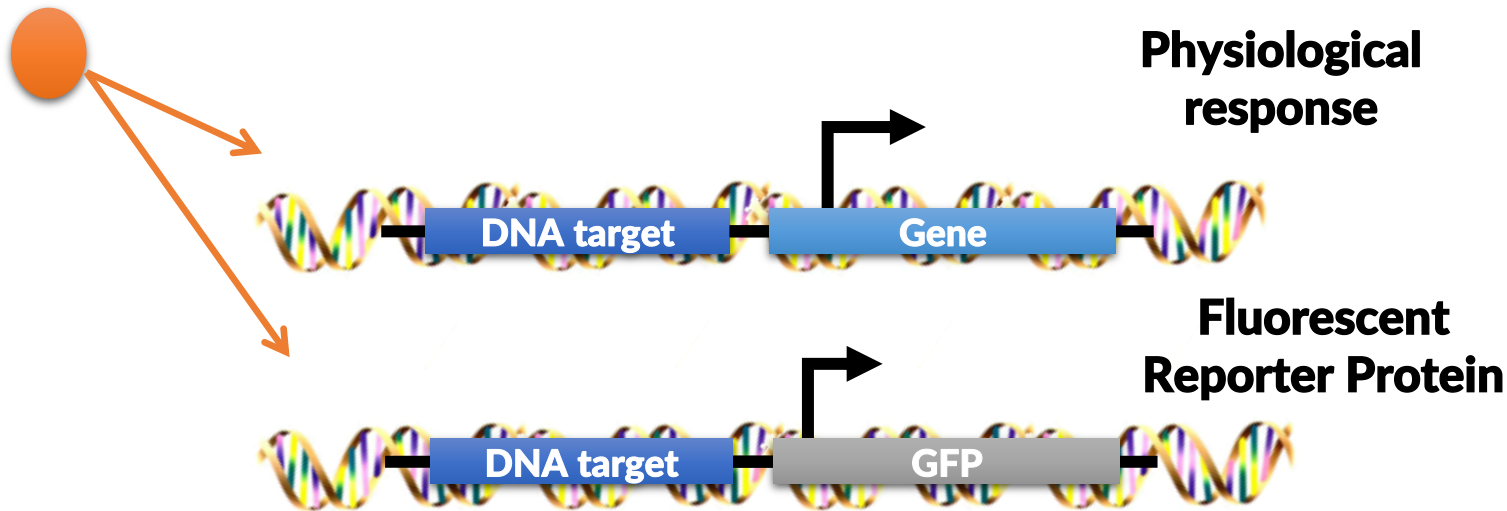 Physiological
response
DNA target
Gene
Fluorescent
Reporter Protein
DNA target
GFP